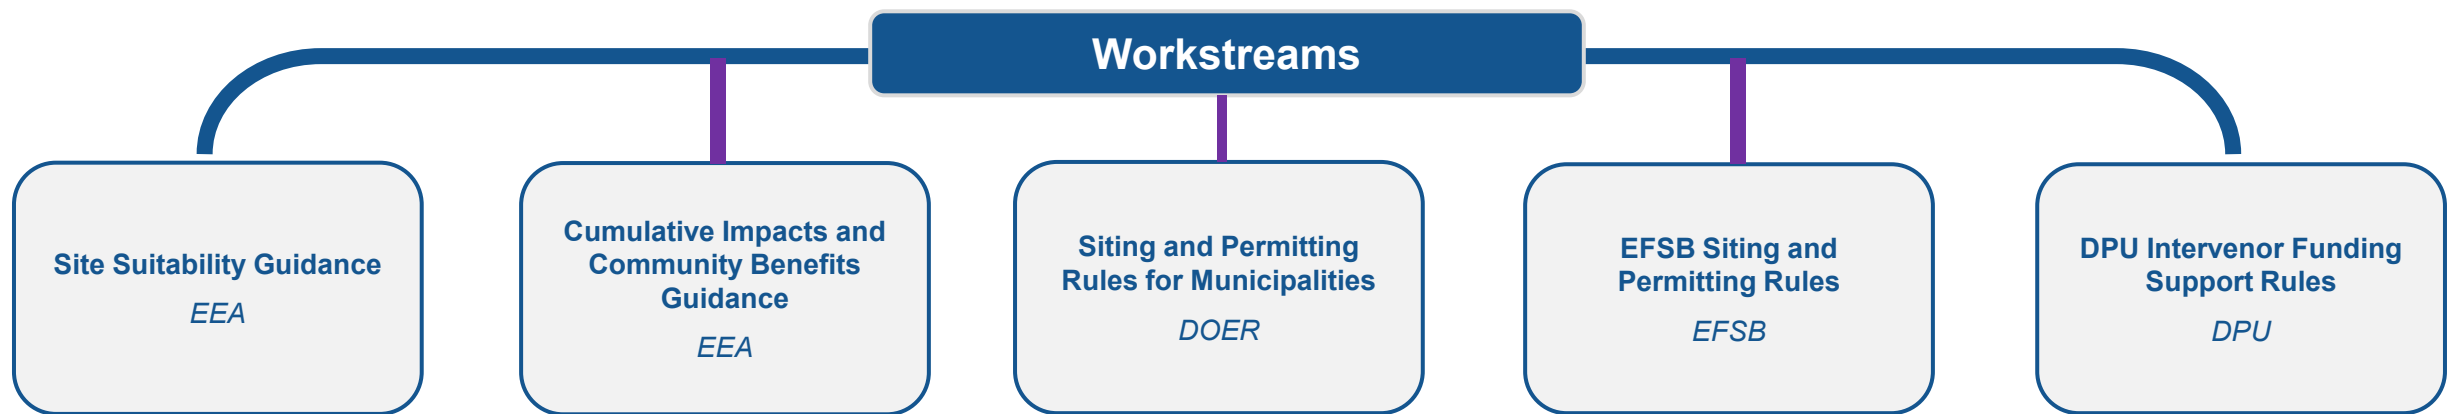 Workstreams
Site Suitability Guidance
EEA
Cumulative Impacts and
Community Benefits
Guidance
EEA
Siting and Permitting
Rules for Municipalities
DOER
EFSB Siting and
Permitting Rules
EFSB
DPU Intervenor Funding
Support Rules
DPU